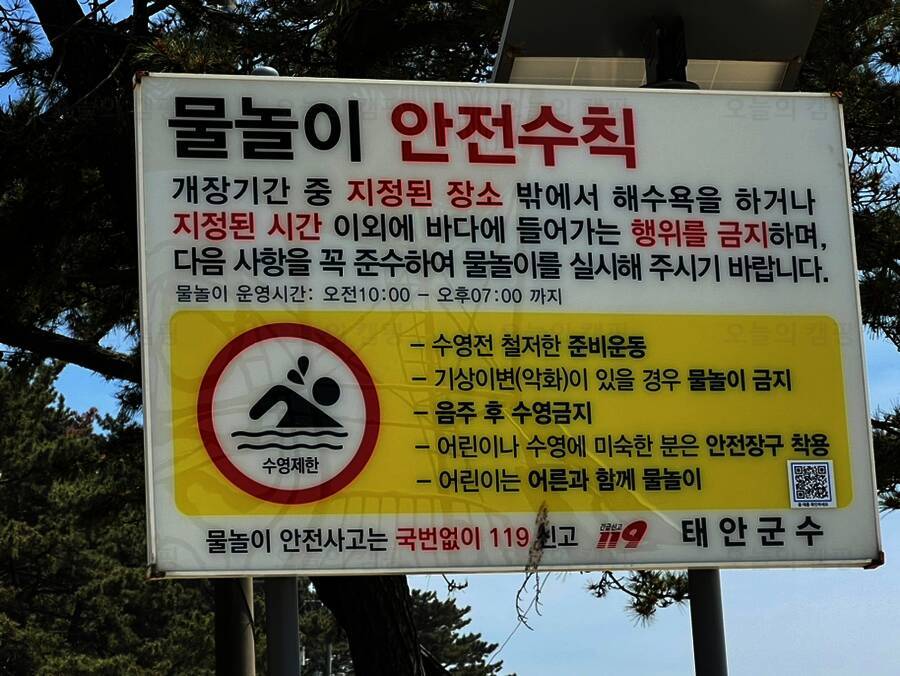 물놀이 안전수칙
개장기간 중 지정된 장소 밖에서 해수욕을 하거나
지정된 시간 이외에 바다에 들어가는 행위를 금지하며,
다음 사항을 꼭 준수하여 물놀이를 실시해 주시기 바랍니다.
물놀이 운영시간: 오전10:00 - 오후07:00 까지
- 수영전 철저한 준비운동
- 기상이변(악화)이 있을 경우 물놀이 금지
- 음주 후 수영금지
- 어린이나 수영에 미숙한 분은 안전장구 착용
- 어린이는 어른과 함께 물놀이
수영제한
물놀이 안전사고는 국번없이 119 신고
긴급신고
119
태안군수
오늘의 캠핑